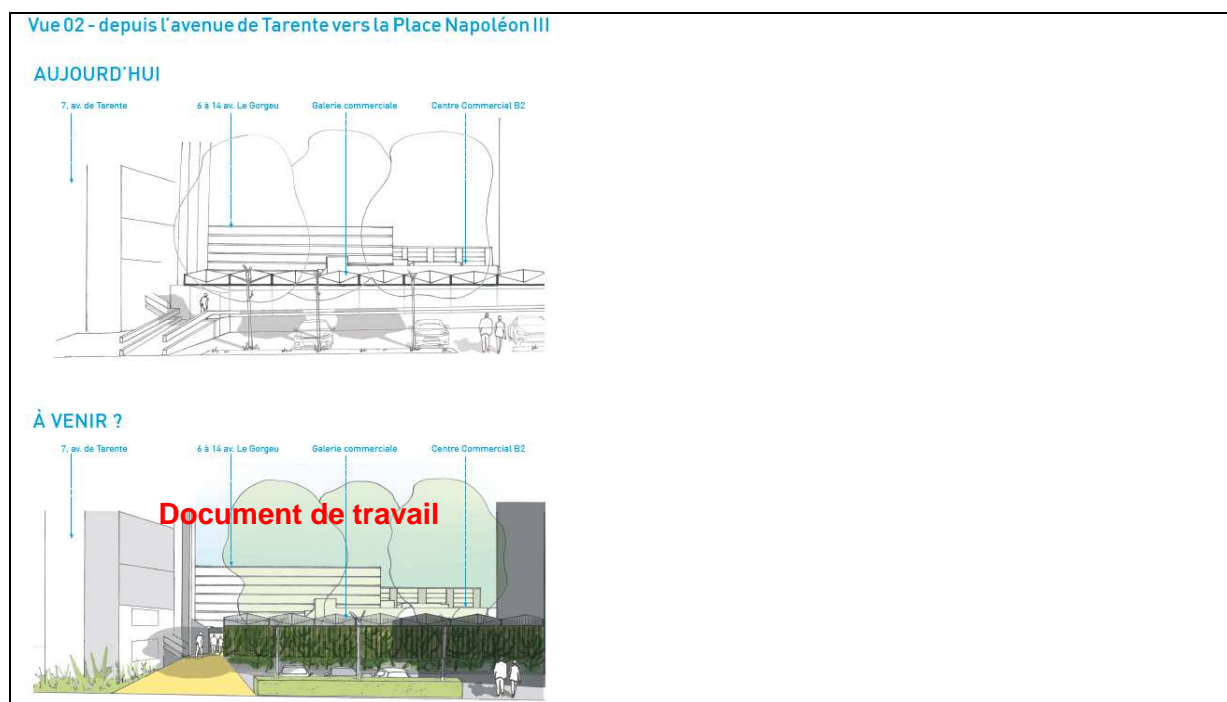 Vue 02 - depuis l'avenue de Tarente vers la Place Napoléon III
AUJOURD'HUI
7, av. de Tarente 6 à 14 av. Le Gorgeu Galerie commerciale Centre Commercial B2
À VENIR ?
7, av. de Tarente 6 à 14 av. Le Gorgeu Galerie commerciale Centre Commercial B2
Document de travail